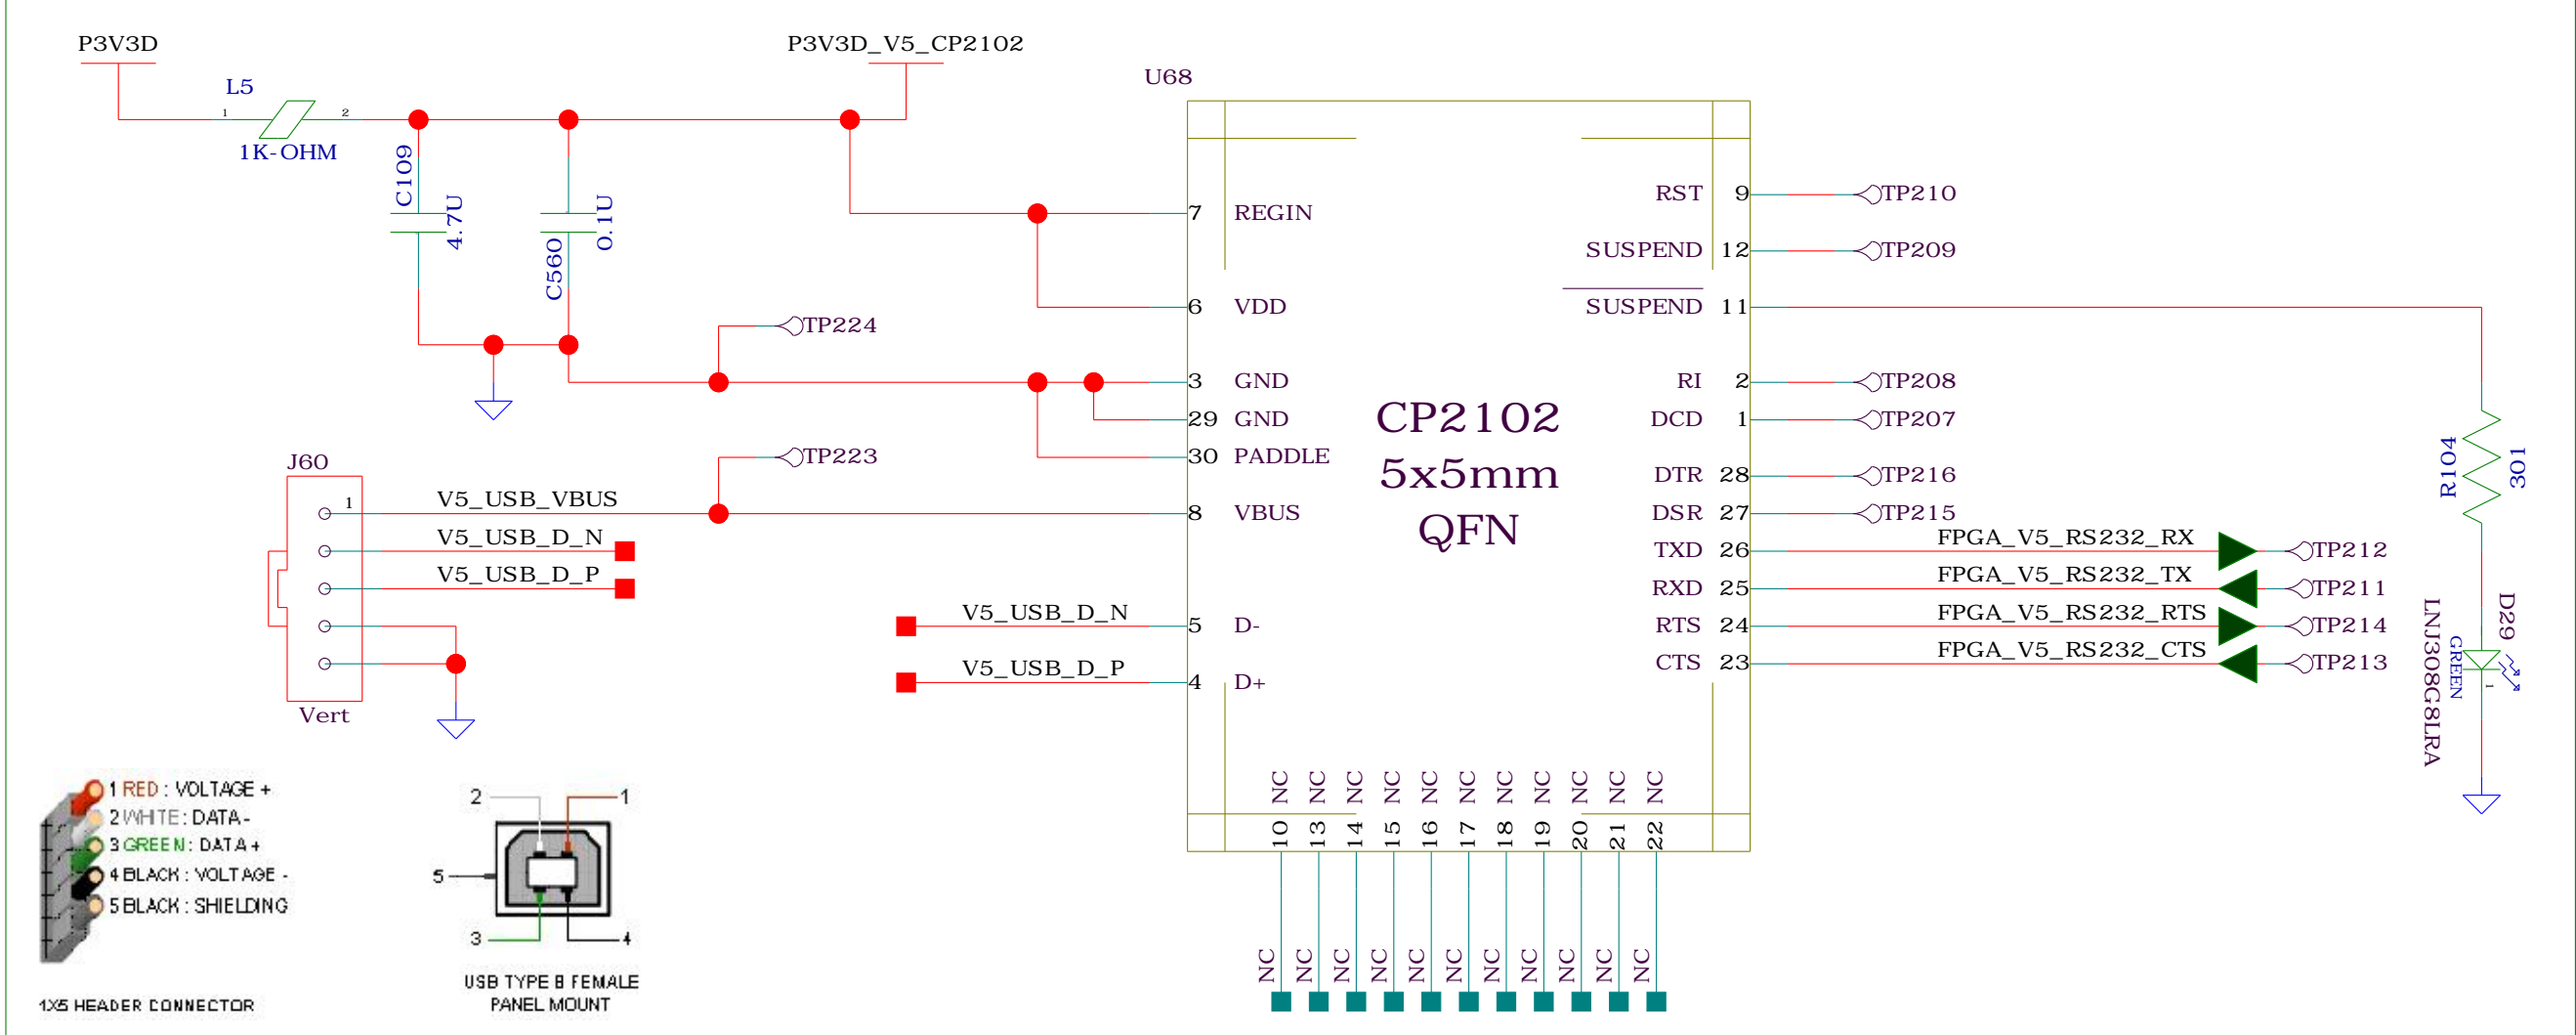 P3V3D
P3V3D_V5_CP2102
L5
1
2
1K-OHM
C109
4.7U
C560
0.1U
TP224
TP223
J60
1
V5_USB_VBUS
V5_USB_D_N
V5_USB_D_P
Vert
V5_USB_D_N
V5_USB_D_P
U68
7 REGIN
6 VDD
3 GND
29 GND
30 PADDLE
8 VBUS
5 D-
4 D+
CP2102
5x5mm
QFN
RST 9 TP210
SUSPEND 12 TP209
SUSPEND 11
RI 2 TP208
DCD 1 TP207
DTR 28 TP216
DSR 27 TP215
TXD 26 FPGA_V5_RS232_RX TP212
RXD 25 FPGA_V5_RS232_TX TP211
RTS 24 FPGA_V5_RS232_RTS TP214
CTS 23 FPGA_V5_RS232_CTS TP213
R104
301
D29
GREEN
LNJ308G8LRA
1
NC NC NC NC NC NC NC NC NC NC NC
10 13 14 15 16 17 18 19 20 21 22
NC NC NC NC NC NC NC NC NC NC NC
1 RED : VOLTAGE +
2 WHITE : DATA -
3 GREEN : DATA +
4 BLACK : VOLTAGE -
5 BLACK : SHIELDING
1X5 HEADER CONNECTOR
2
1
5
3
4
USB TYPE B FEMALE
PANEL MOUNT